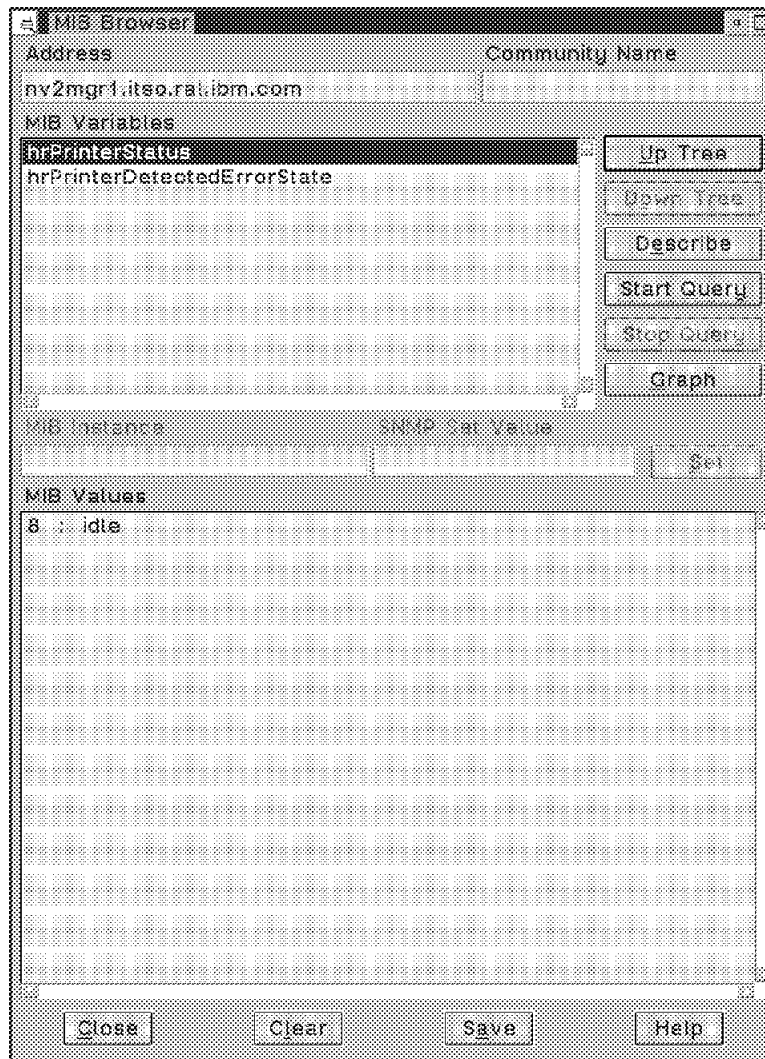 MIB Browser
Address Community Name
nv2mgr1.itso.ral.ibm.com
MIB Variables
hrPrinterStatus
hrPrinterDetectedErrorState
Up Tree
Down Tree
Describe
Start Query
Stop Query
Graph
MIB Instance SNMP Set Value
Set
MIB Values
8 : idle
Close Clear Save Help